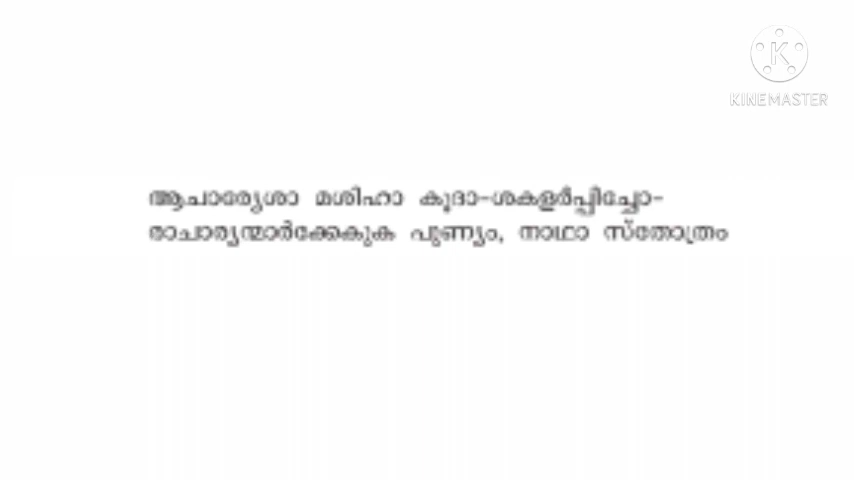 KINEMASTER
ആചാര്യേശാ മശിഹാ കൂദാ-ശകളർപ്പിച്ചോ-
രാചാര്യന്മാർക്കേകുക പുണ്യം, നാഥാ സ്തോത്രം